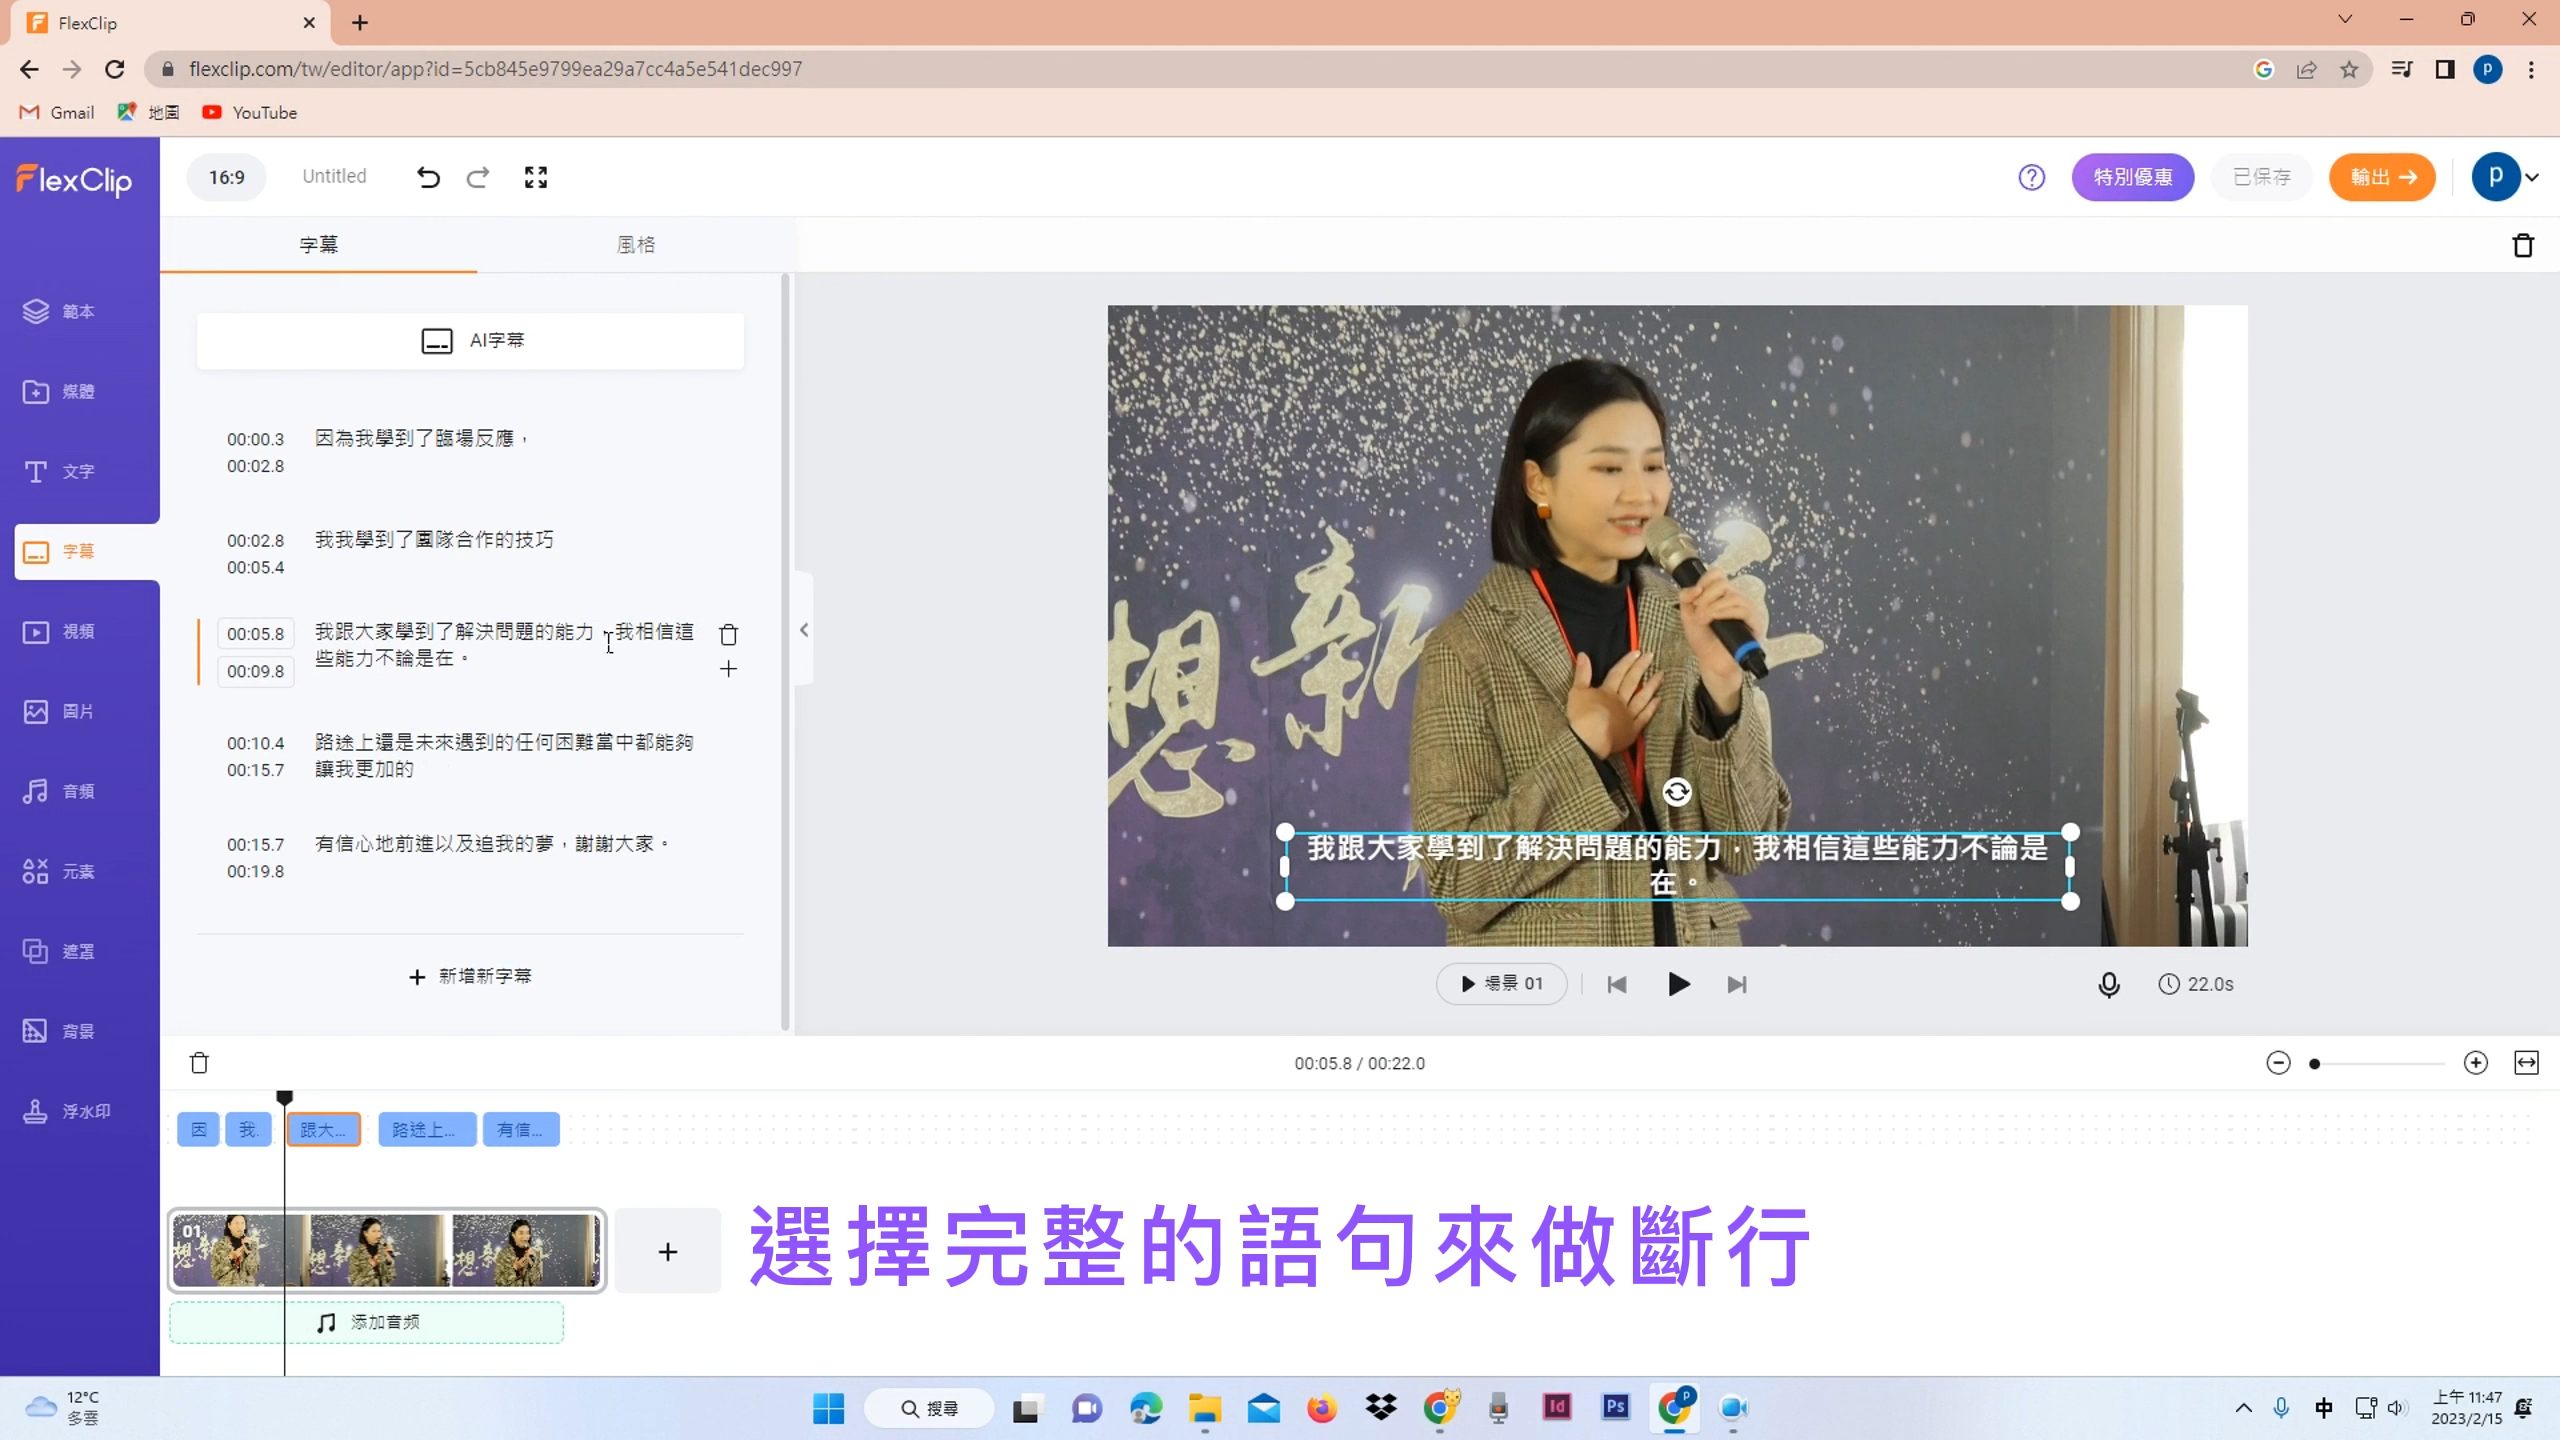 FlexClip
flexclip.com/tw/editor/app?id=5cb845e9799ea29a7cc4a5e541dec997
p
Gmail
地圖
YouTube
FlexClip
16:9
Untitled
特別優惠
已保存
輸出
p
範本
媒體
文字
字幕
視頻
圖片
音頻
元素
遮罩
背景
浮水印
字幕
風格
AI字幕
00:00.3
00:02.8
因為我學到了臨場反應，
00:02.8
00:05.4
我我學到了團隊合作的技巧
00:05.8
00:09.8
我跟大家學到了解決問題的能力，我相信這
些能力不論是在。
00:10.4
00:15.7
路途上還是未來遇到的任何困難當中都能夠
讓我更加的
00:15.7
00:19.8
有信心地前進以及追我的夢，謝謝大家。
新增新字幕
想新
我跟大家學到了解決問題的能力，我相信這些能力不論是
在。
場景 01
22.0s
00:05.8 / 00:22.0
因
我.
跟大...
路途上...
有信...
01
添加音频
選擇完整的語句來做斷行
12°C
多雲
搜尋
Id
Ps
p
中
上午 11:47
2023/2/15